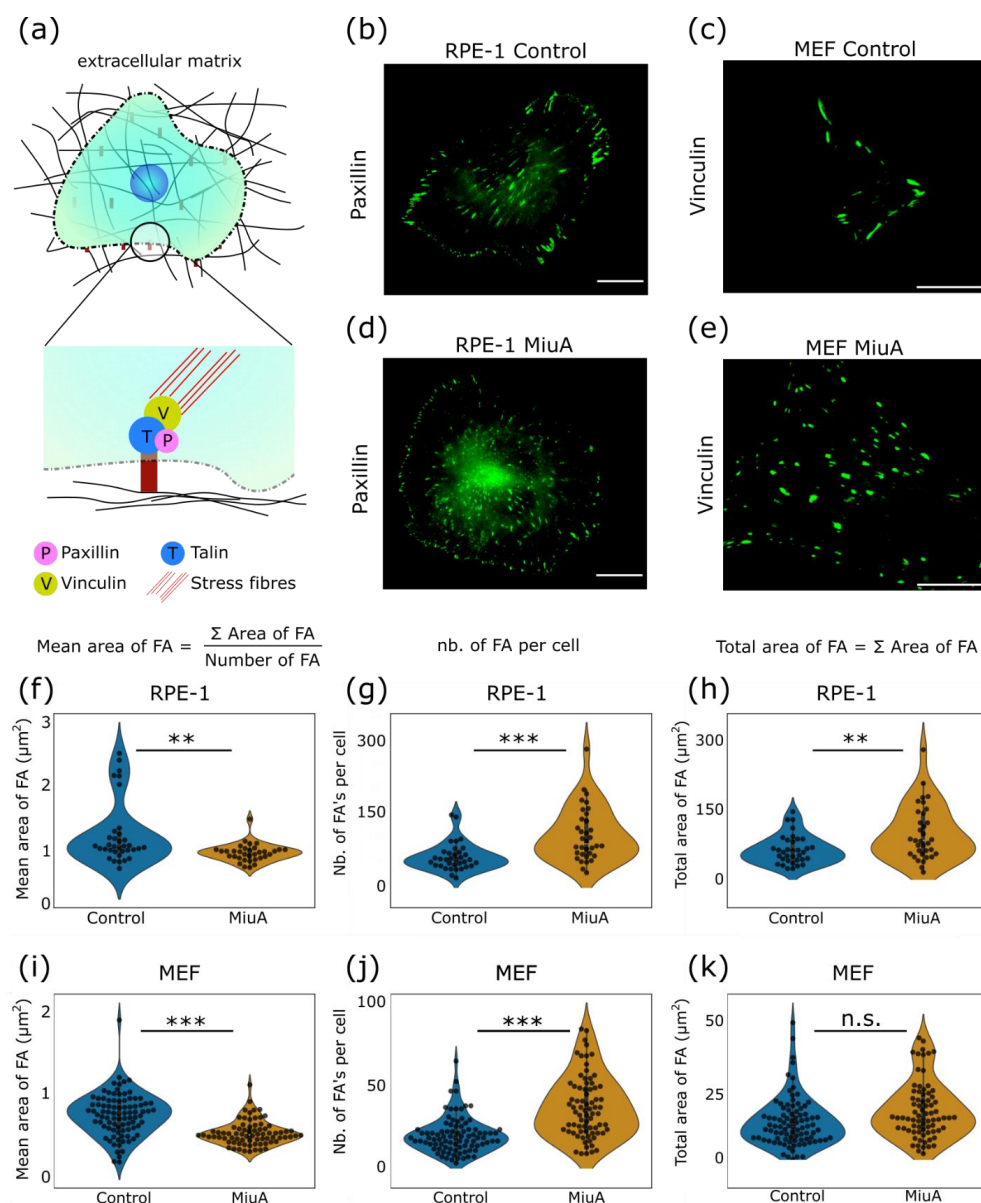 (a)
extracellular matrix
V
T
P
P Paxillin
T Talin
V Vinculin
Stress fibres
(b)
RPE-1 Control
Paxillin
(c)
MEF Control
Vinculin
(d)
RPE-1 MiuA
Paxillin
(e)
MEF MiuA
Vinculin
Mean area of FA = Σ Area of FA
Number of FA
nb. of FA per cell
Total area of FA = Σ Area of FA
(f)
RPE-1
Mean area of FA (µm²)
3
2
1
0
**
Control
MiuA
(g)
RPE-1
Nb. of FA's per cell
300
150
0
***
Control
MiuA
(h)
RPE-1
Total area of FA (µm²)
300
150
0
**
Control
MiuA
(i)
MEF
Mean area of FA (µm²)
2
1
0
***
Control
MiuA
(j)
MEF
Nb. of FA's per cell
100
50
0
***
Control
MiuA
(k)
MEF
Total area of FA (µm²)
50
25
0
n.s.
Control
MiuA